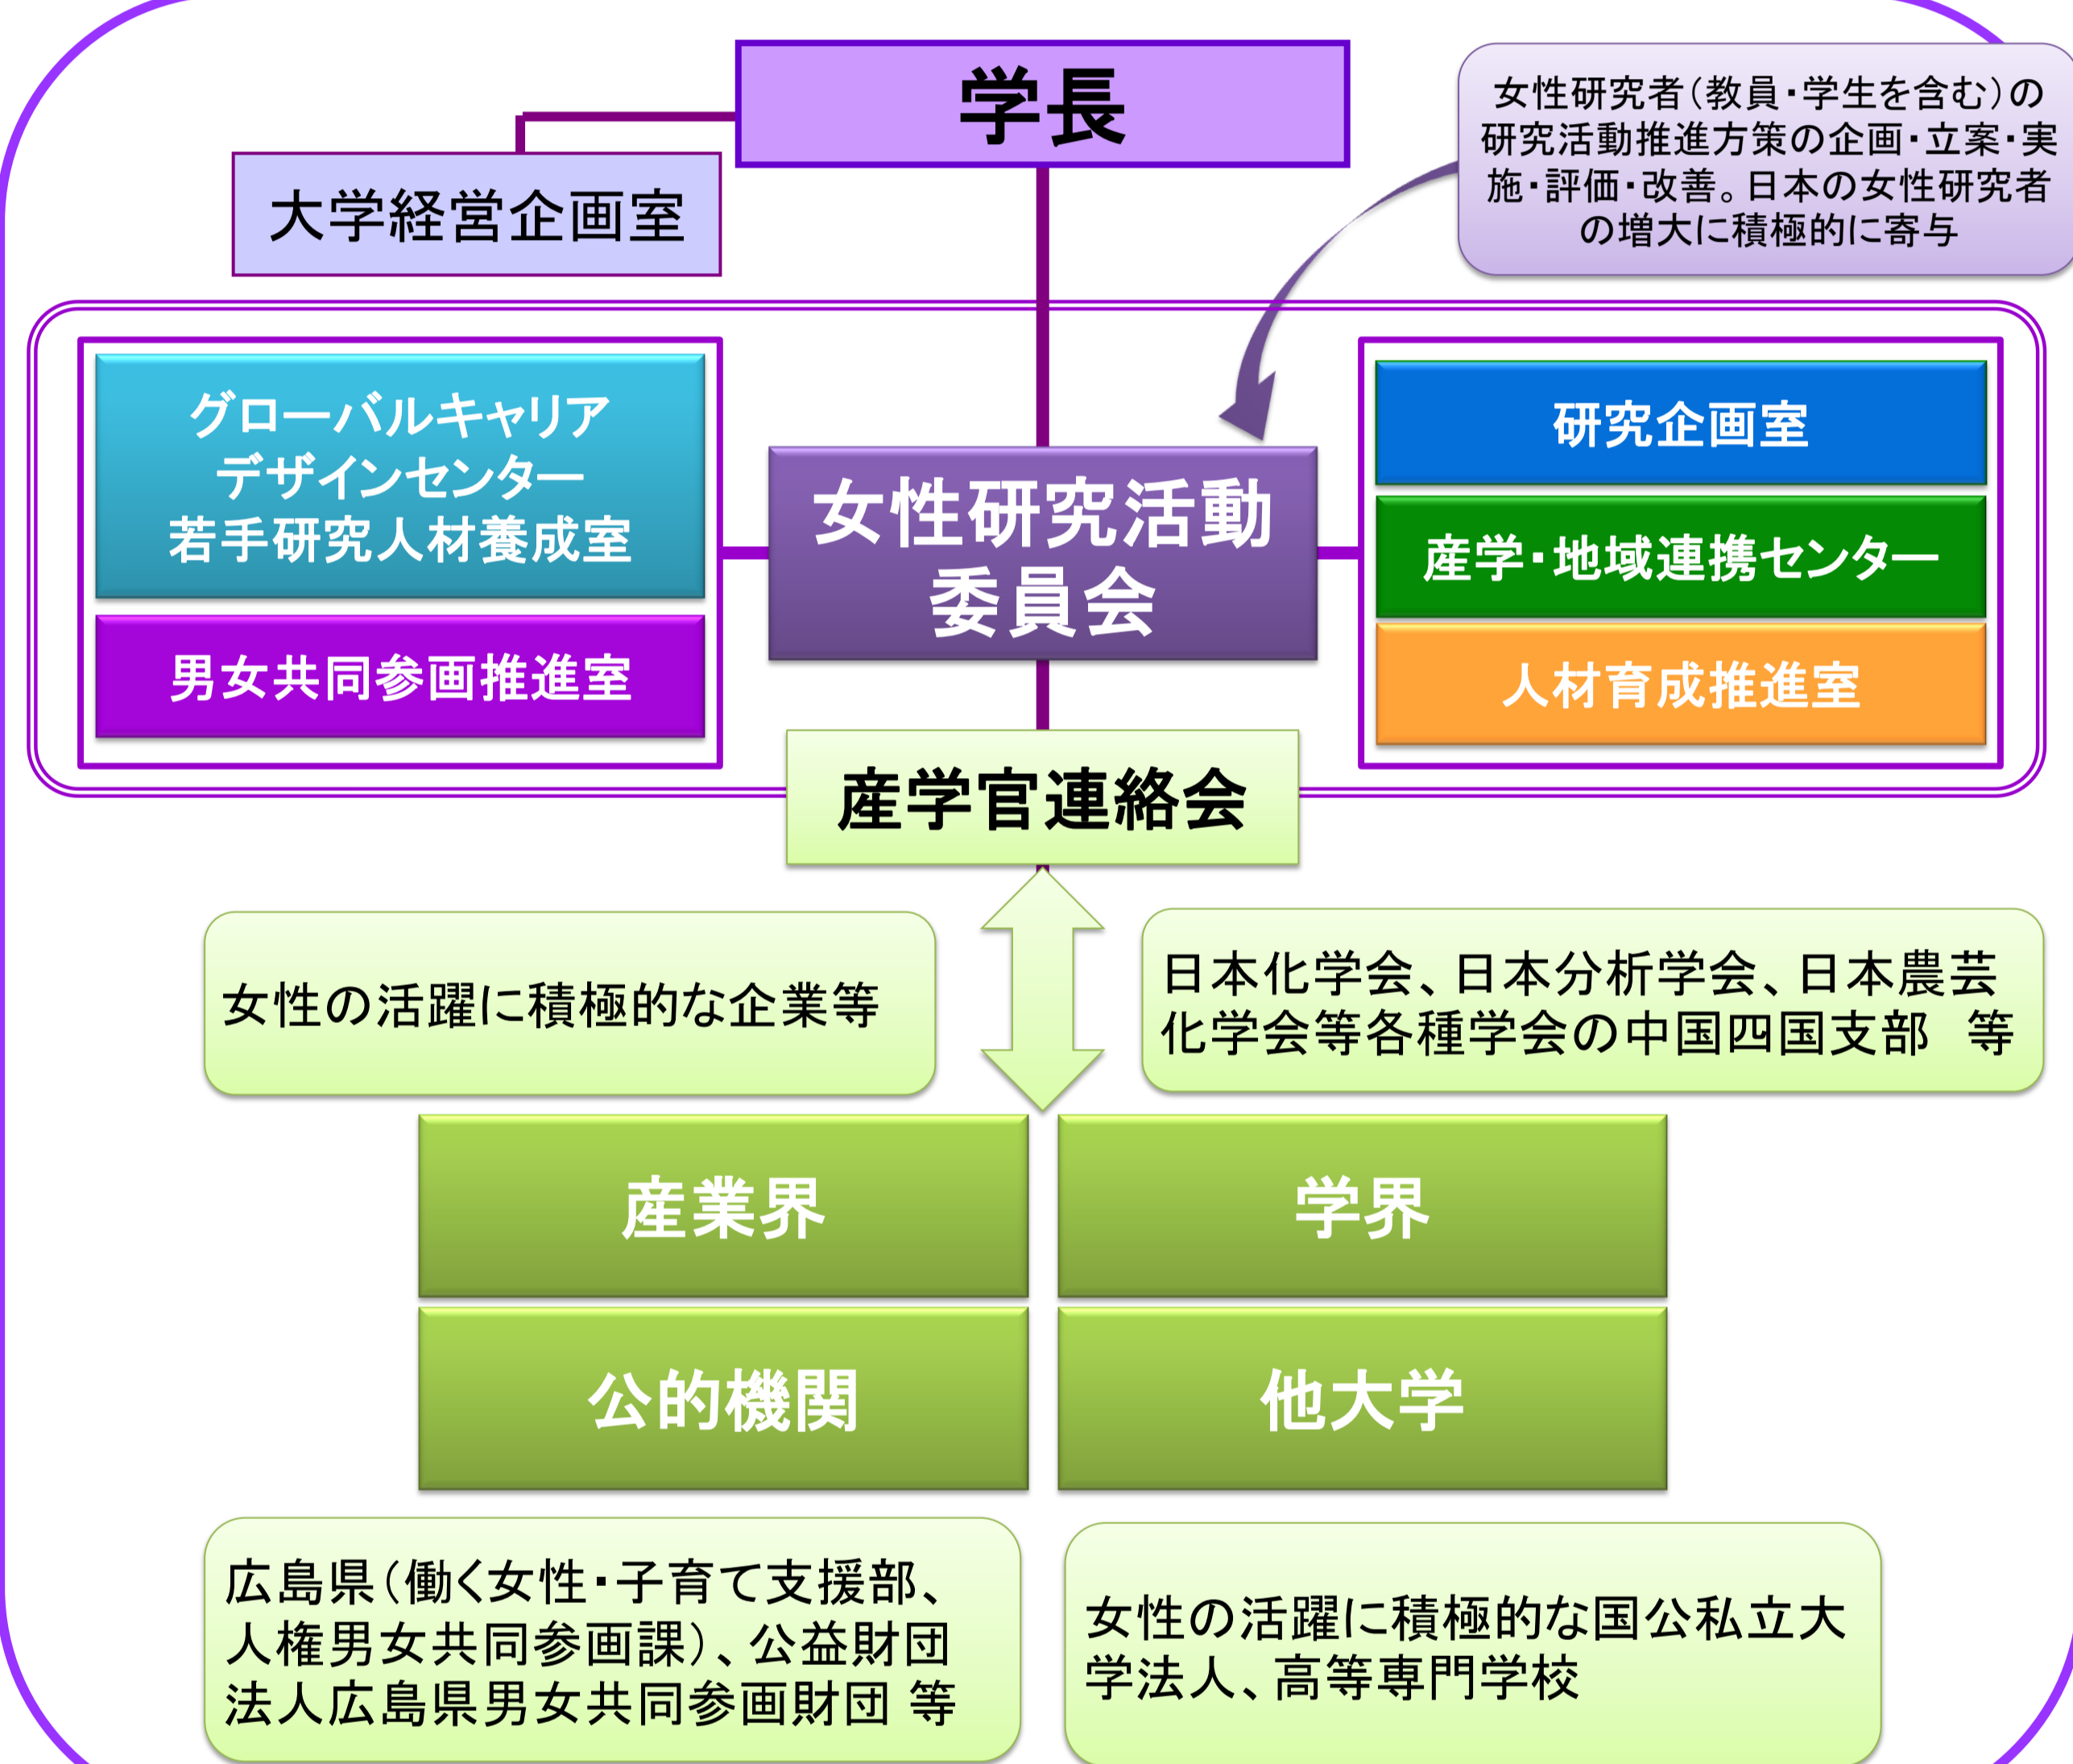 学長
女性研究者（教員・学生を含む）の
研究活動推進方策の企画・立案・実
施・評価・改善。日本の女性研究者
の増大に積極的に寄与
大学経営企画室
グローバルキャリア
デザインセンター
若手研究人材養成室
男女共同参画推進室
女性研究活動
委員会
研究企画室
産学・地域連携センター
人材育成推進室
産学官連絡会
女性の活躍に積極的な企業等
日本化学会、日本分析学会、日本農芸
化学会等各種学会の中国四国支部　等
産業界
学界
公的機関
他大学
広島県（働く女性・子育て支援部、
人権男女共同参画課）、公益財団
法人広島県男女共同参画財団 等
女性の活躍に積極的な国公私立大
学法人、高等専門学校